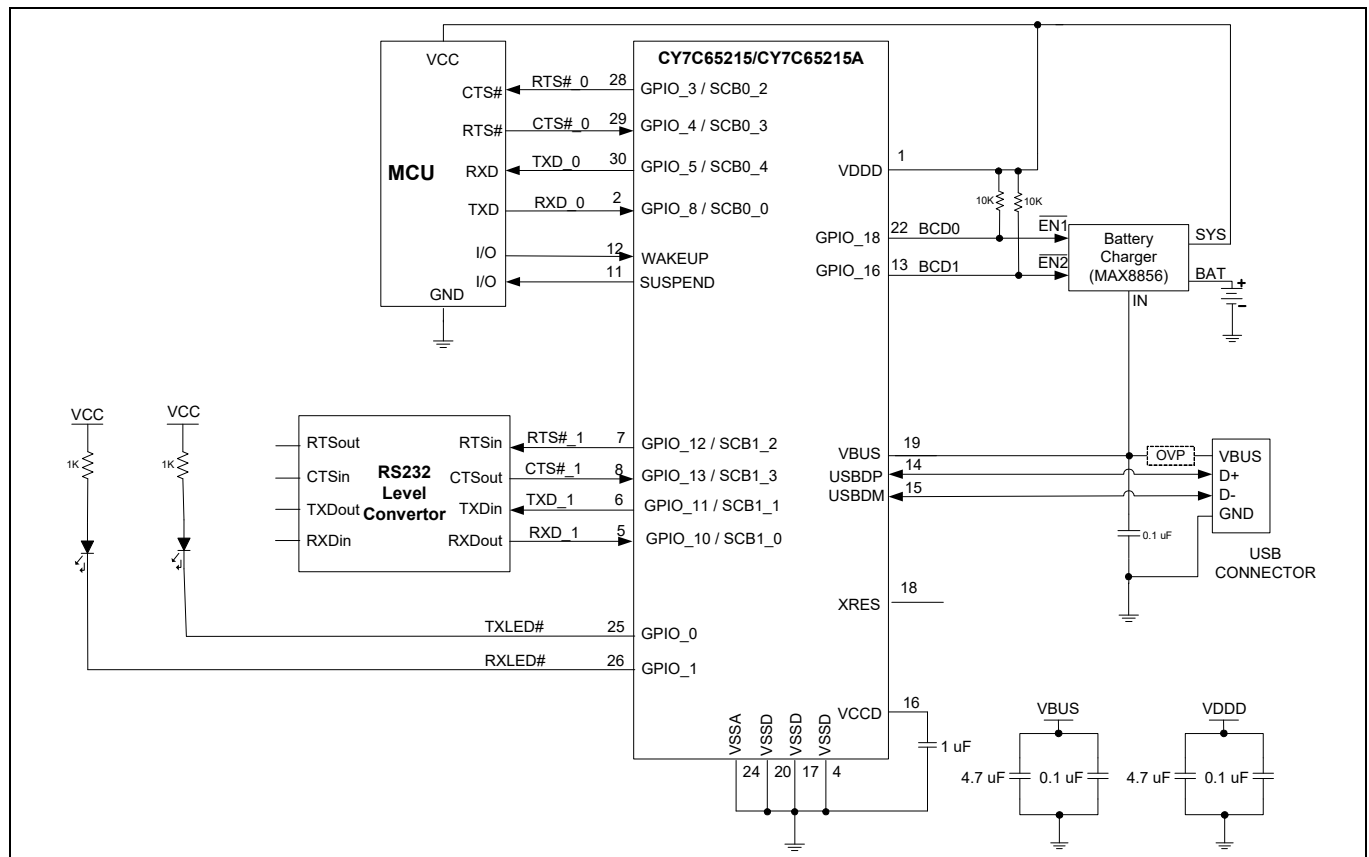 CY7C65215/CY7C65215A
VCC
CTS#
RTS#
MCU
RXD
TXD
I/O
I/O
GND
RTS#_0
28
GPIO_3 / SCB0_2
CTS#_0
29
GPIO_4 / SCB0_3
TXD_0
30
GPIO_5 / SCB0_4
RXD_0
2
GPIO_8 / SCB0_0
12
WAKEUP
11
SUSPEND
VDDD
1
10K
10K
GPIO_18
22
BCD0
EN1
GPIO_16
13
BCD1
EN2
Battery
Charger
(MAX8856)
SYS
BAT
+
-
IN
VCC
1K
VCC
1K
RTSout
CTSin
TXDout
RXDin
RS232
Level
Convertor
RTSin
CTSout
TXDin
RXDout
RTS#_1
7
GPIO_12 / SCB1_2
CTS#_1
8
GPIO_13 / SCB1_3
TXD_1
6
GPIO_11 / SCB1_1
RXD_1
5
GPIO_10 / SCB1_0
VBUS
19
OVP
VBUS
USBDP
14
D+
USBDM
15
D-
GND
0.1 uF
USB
CONNECTOR
XRES
18
TXLED#
25
GPIO_0
RXLED#
26
GPIO_1
VCCD
16
1 uF
VSSA
VSSD
VSSD
VSSD
24
20
17
4
VBUS
4.7 uF
0.1 uF
VDDD
4.7 uF
0.1 uF